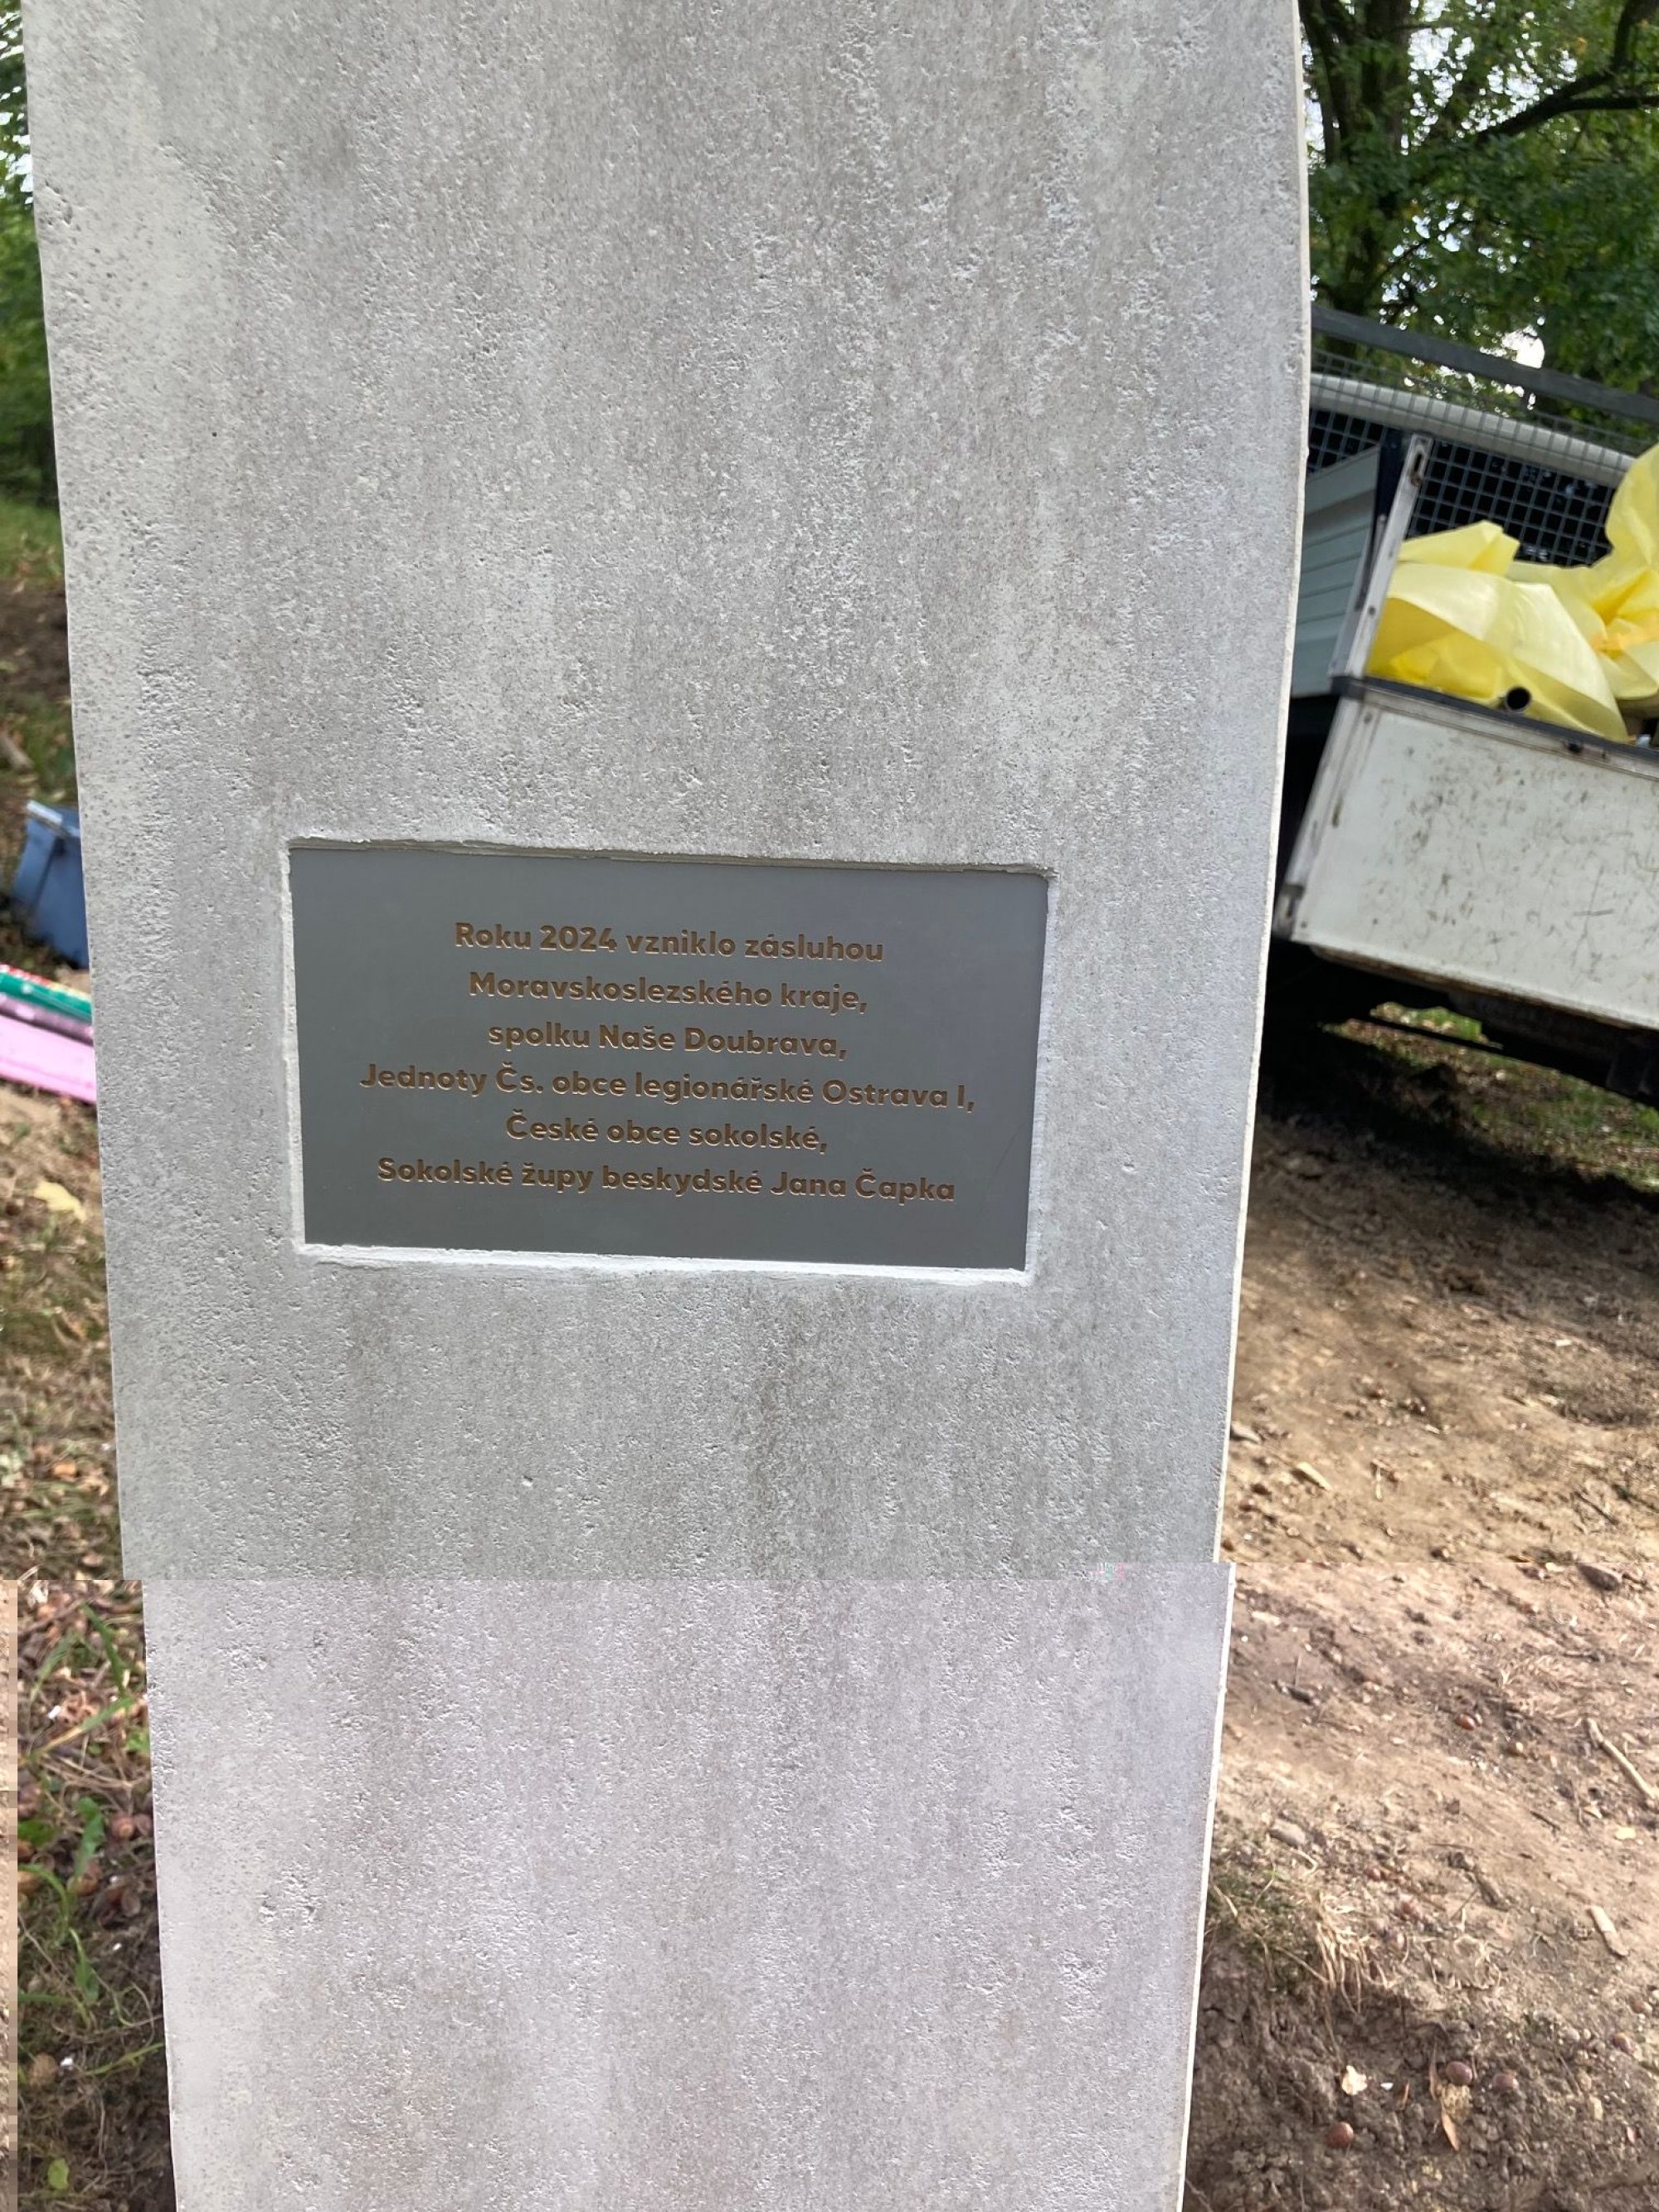 Roku 2024 vzniklo zásluhou
Moravskoslezského kraje,
spolku Naše Doubrava,
Jednoty Čs. obce legionářské Ostrava I,
České obce sokolské,
Sokolské župy beskydské Jana Čapka